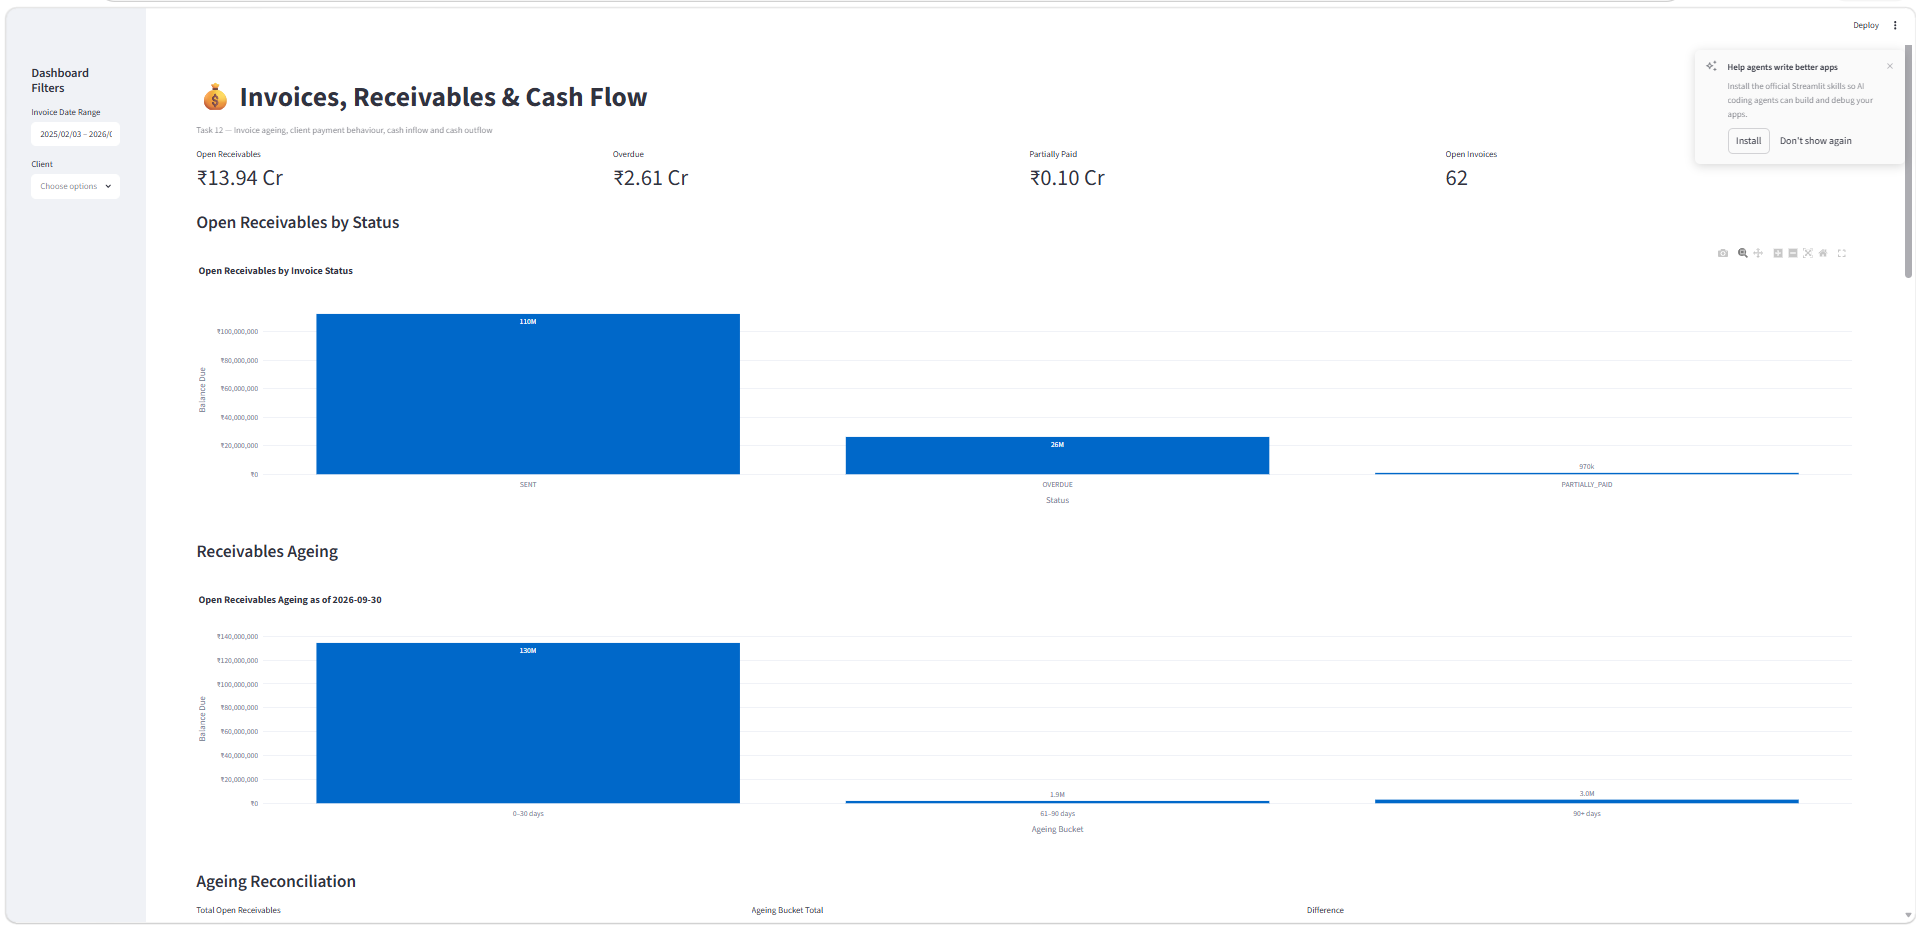 Deploy
Dashboard
Filters
Invoice Date Range
2025/02/03 – 2026/0
Client
Choose options
Help agents write better apps
Install the official Streamlit skills so AI
coding agents can build and debug your
apps.
Install
Don't show again
Invoices, Receivables & Cash Flow
Task 12 — Invoice ageing, client payment behaviour, cash inflow and cash outflow
Open Receivables
₹13.94 Cr
Overdue
₹2.61 Cr
Partially Paid
₹0.10 Cr
Open Invoices
62
Open Receivables by Status
Open Receivables by Invoice Status
Balance Due
₹100,000,000
₹80,000,000
₹60,000,000
₹40,000,000
₹20,000,000
₹0
110M
26M
970k
SENT
OVERDUE
PARTIALLY_PAID
Status
Receivables Ageing
Open Receivables Ageing as of 2026-09-30
Balance Due
₹140,000,000
₹120,000,000
₹100,000,000
₹80,000,000
₹60,000,000
₹40,000,000
₹20,000,000
₹0
130M
1.9M
3.0M
0–30 days
61–90 days
90+ days
Ageing Bucket
Ageing Reconciliation
Total Open Receivables
Ageing Bucket Total
Difference